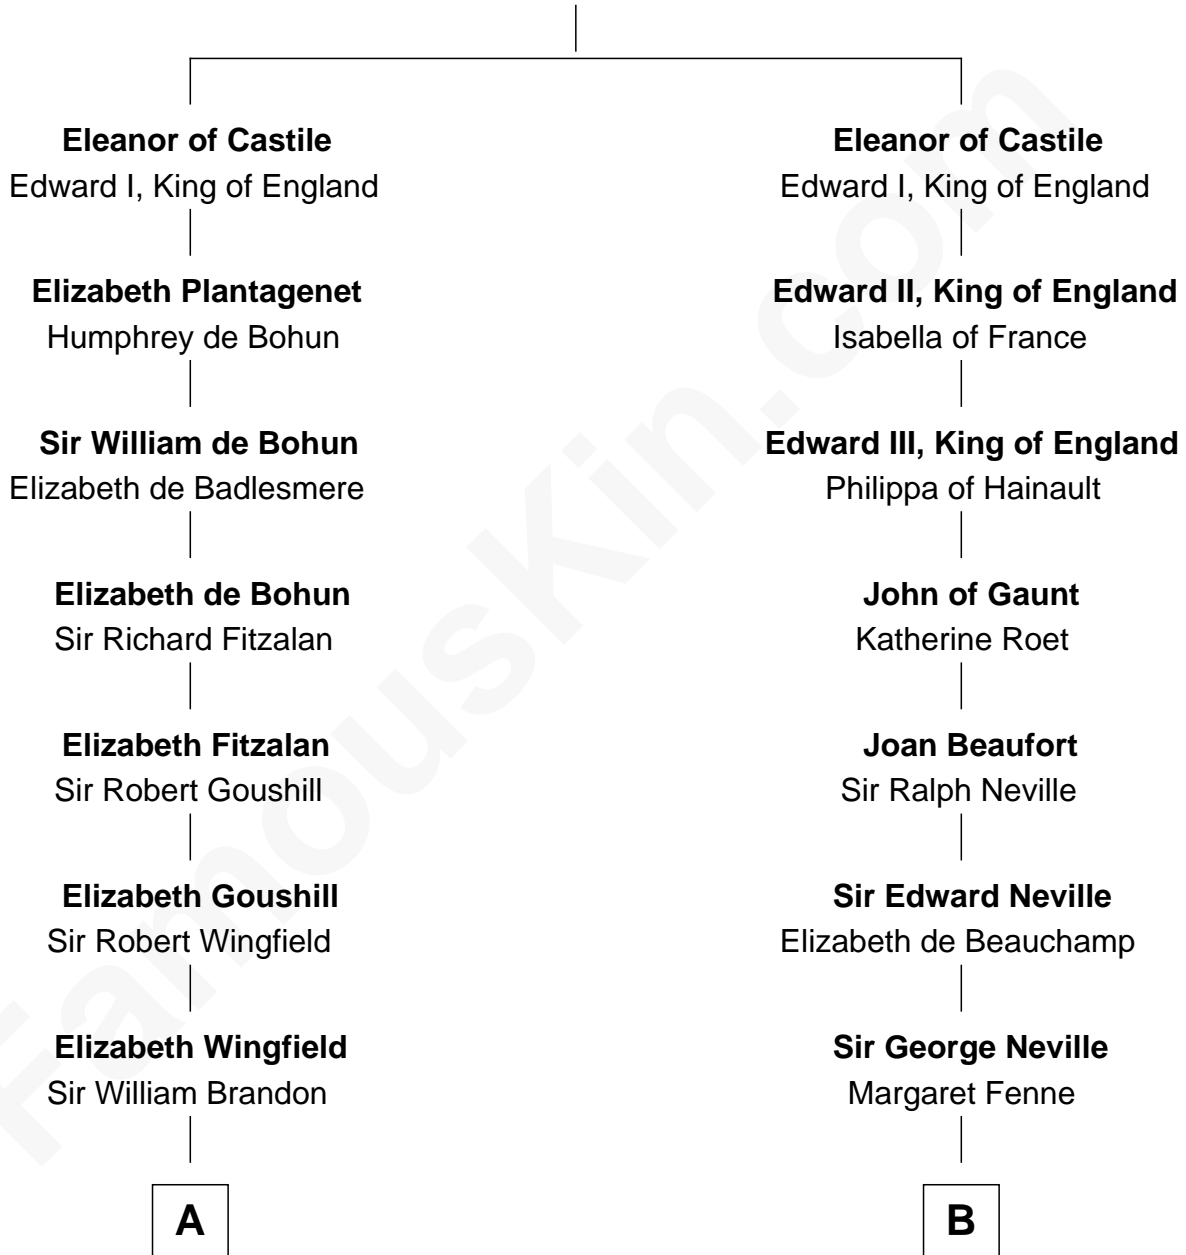 Eleanor of Castile
Edward I, King of England
Elizabeth Plantagenet
Humphrey de Bohun
Sir William de Bohun
Elizabeth de Badlesmere
Elizabeth de Bohun
Sir Richard Fitzalan
Elizabeth Fitzalan
Sir Robert Goushill
Elizabeth Goushill
Sir Robert Wingfield
Elizabeth Wingfield
Sir William Brandon
A
Eleanor of Castile
Edward I, King of England
Edward II, King of England
Isabella of France
Edward III, King of England
Philippa of Hainault
John of Gaunt
Katherine Roet
Joan Beaufort
Sir Ralph Neville
Sir Edward Neville
Elizabeth de Beauchamp
Sir George Neville
Margaret Fenne
B
FamousKin.com